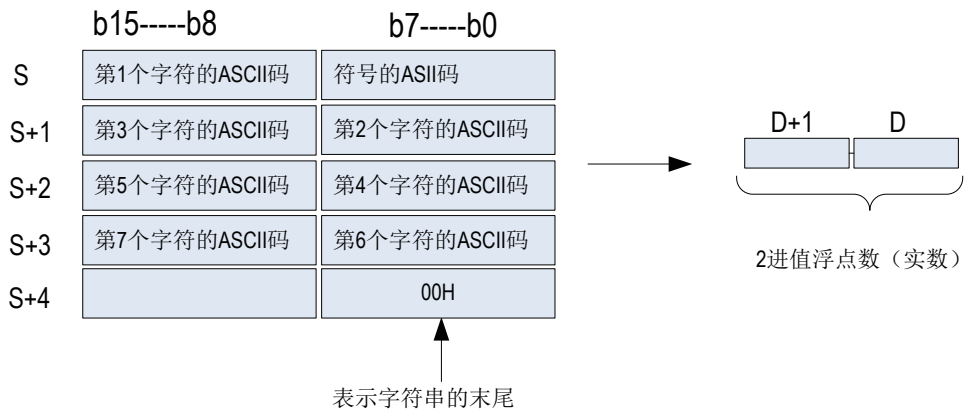 b15-----b8 b7-----b0
S 第1个字符的ASCII码 符号的ASII码
S+1 第3个字符的ASCII码 第2个字符的ASCII码
D+1 D
S+2 第5个字符的ASCII码 第4个字符的ASCII码
S+3 第7个字符的ASCII码 第6个字符的ASCII码
2进值浮点数（实数）
S+4 00H
表示字符串的末尾